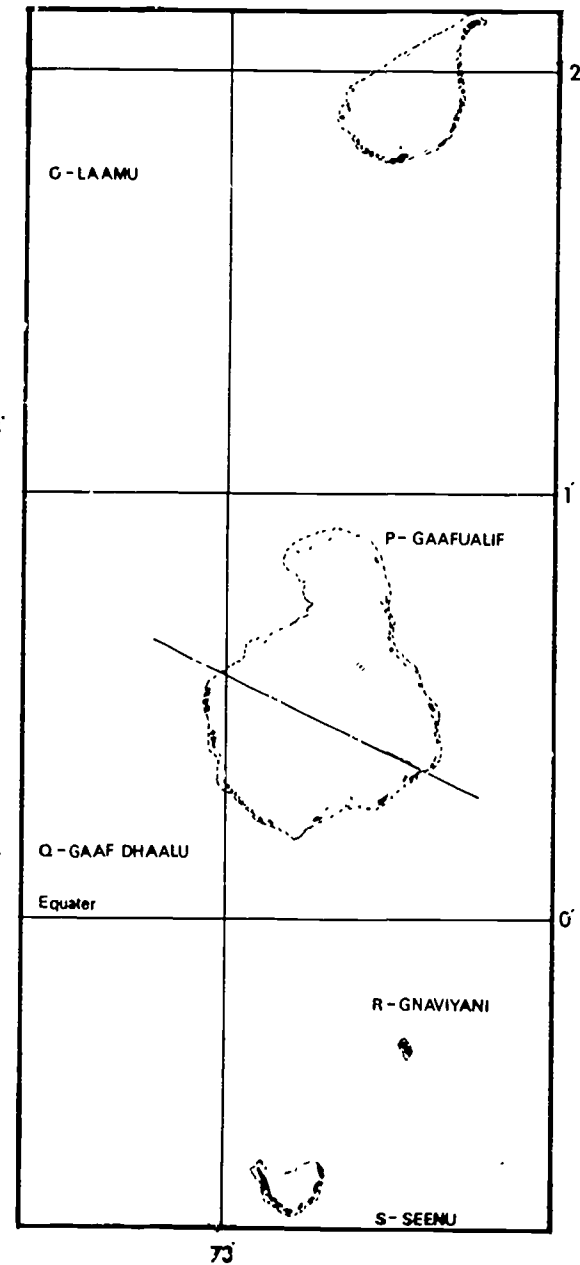 2
O-LAAMU
1'
P-GAAFUALIF
Q-GAAF DHAALU
Equater
0'
R-GNAVIYANI
S-SEENU
73'